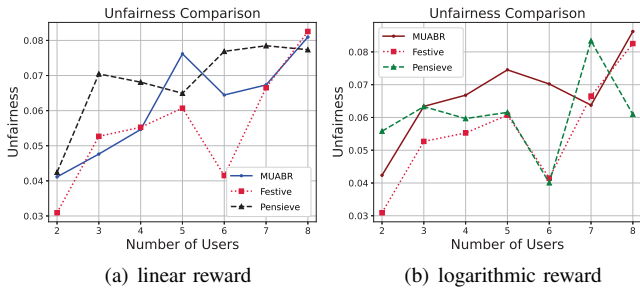 Unfairness Comparison
0.08
0.07
0.06
0.05
0.04
0.03
Unfairness
MUABR
Festive
Pensieve
2 3 4 5 6 7 8
Number of Users
(a) linear reward
Unfairness Comparison
0.08
0.07
0.06
0.05
0.04
0.03
Unfairness
MUABR
Festive
Pensieve
2 3 4 5 6 7 8
Number of Users
(b) logarithmic reward